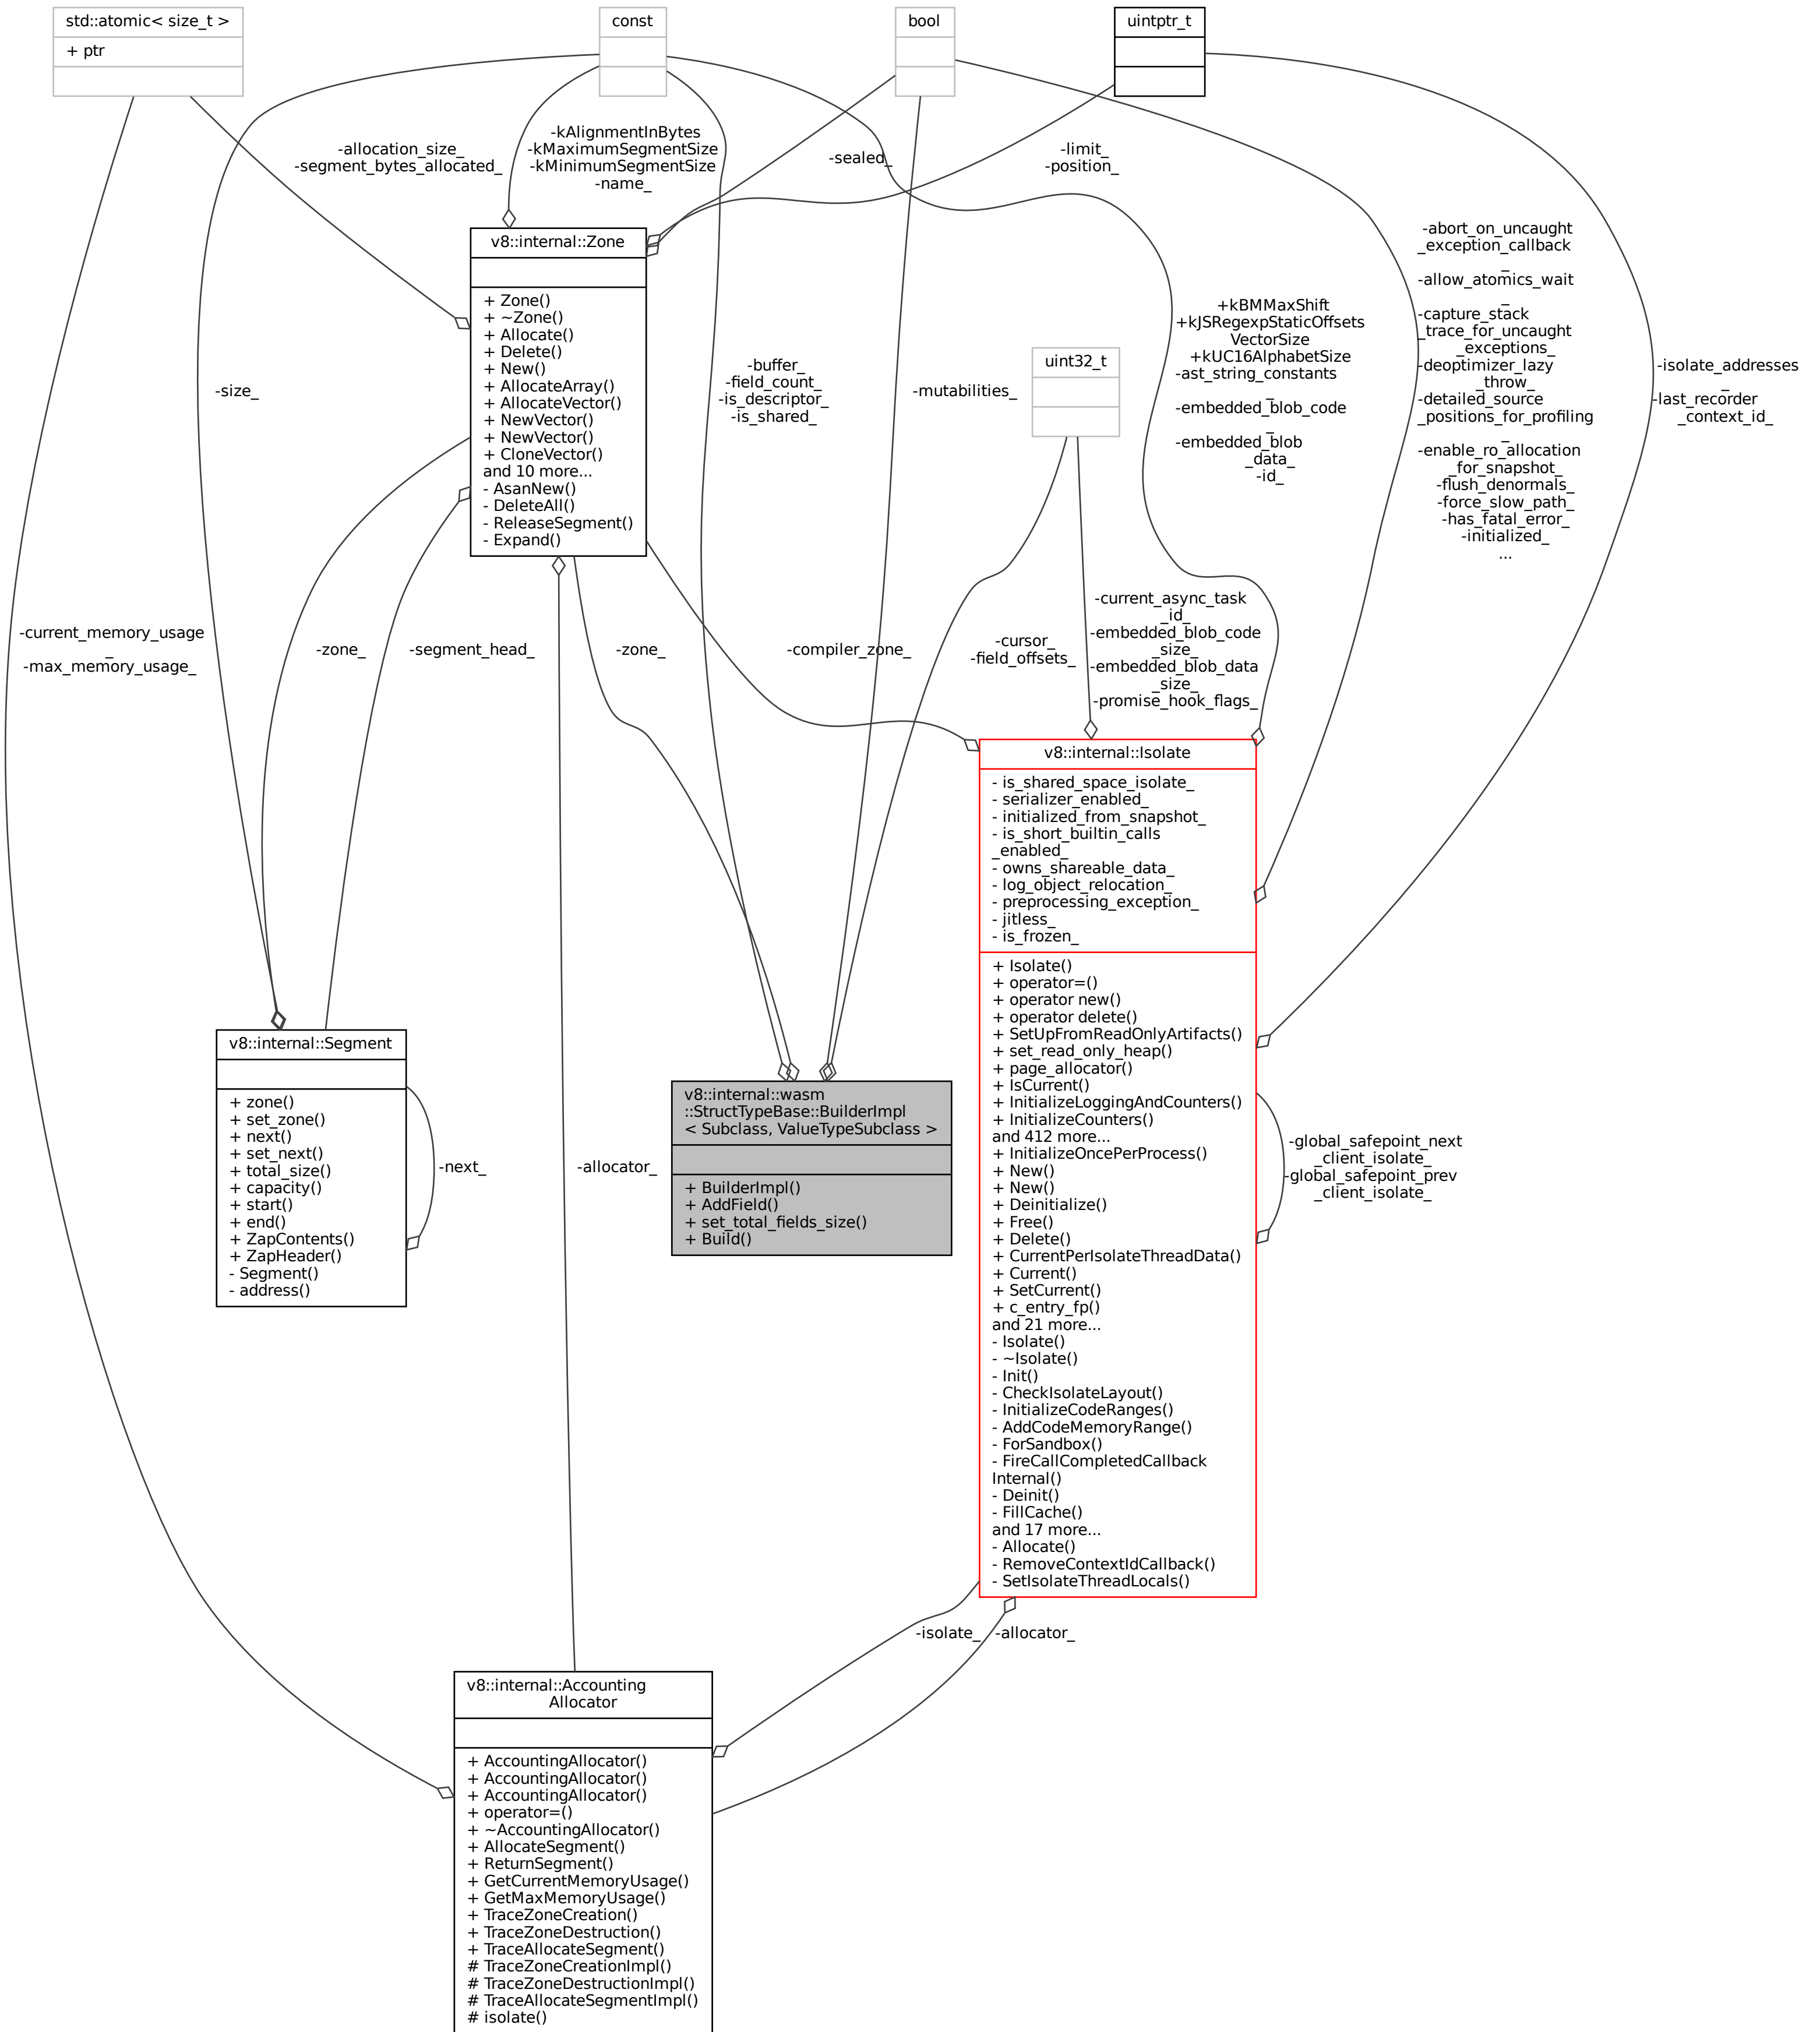 std::atomic< size_t >
+ ptr
const
bool
uintptr_t
-allocation_size_
-segment_bytes_allocated_
-kAlignmentInBytes
-kMaximumSegmentSize
-kMinimumSegmentSize
-name_
-sealed_
-limit_
-position_
v8::internal::Zone
+ Zone()
+ ~Zone()
+ Allocate()
+ Delete()
+ New()
+ AllocateArray()
+ AllocateVector()
+ NewVector()
+ NewVector()
+ CloneVector()
and 10 more...
- AsanNew()
- DeleteAll()
- ReleaseSegment()
- Expand()
-size_
-buffer_
-field_count_
-is_descriptor_
-is_shared_
-mutabilities_
uint32_t
+kBMMaxShift
+kJSRegexpStaticOffsets
VectorSize
+kUC16AlphabetSize
-ast_string_constants
_
-embedded_blob_code
_
-embedded_blob
_data_
-id_
-abort_on_uncaught
_exception_callback
_
-allow_atomics_wait
_
-capture_stack
_trace_for_uncaught
_exceptions_
-deoptimizer_lazy
_throw_
-detailed_source
_positions_for_profiling
_
-enable_ro_allocation
_for_snapshot_
-flush_denormals_
-force_slow_path_
-has_fatal_error_
-initialized_
...
-isolate_addresses
_
-last_recorder
_context_id_
-current_memory_usage
_
-max_memory_usage_
-zone_
-segment_head_
-zone_
-compiler_zone_
-cursor_
-field_offsets_
-current_async_task
_id_
-embedded_blob_code
_size_
-embedded_blob_data
_size_
-promise_hook_flags_
v8::internal::Isolate
- is_shared_space_isolate_
- serializer_enabled_
- initialized_from_snapshot_
- is_short_builtin_calls
_enabled_
- owns_shareable_data_
- log_object_relocation_
- preprocessing_exception_
- jitless_
- is_frozen_
+ Isolate()
+ operator=()
+ operator new()
+ operator delete()
+ SetUpFromReadOnlyArtifacts()
+ set_read_only_heap()
+ page_allocator()
+ IsCurrent()
+ InitializeLoggingAndCounters()
+ InitializeCounters()
and 412 more...
+ InitializeOncePerProcess()
+ New()
+ New()
+ Deinitialize()
+ Free()
+ Delete()
+ CurrentPerIsolateThreadData()
+ Current()
+ SetCurrent()
+ c_entry_fp()
and 21 more...
- Isolate()
- ~Isolate()
- Init()
- CheckIsolateLayout()
- InitializeCodeRanges()
- AddCodeMemoryRange()
- ForSandbox()
- FireCallCompletedCallback
Internal()
- Deinit()
- FillCache()
and 17 more...
- Allocate()
- RemoveContextIdCallback()
- SetIsolateThreadLocals()
v8::internal::Segment
+ zone()
+ set_zone()
+ next()
+ set_next()
+ total_size()
+ capacity()
+ start()
+ end()
+ ZapContents()
+ ZapHeader()
- Segment()
- address()
-next_
-allocator_
v8::internal::wasm
::StructTypeBase::BuilderImpl
< Subclass, ValueTypeSubclass >
+ BuilderImpl()
+ AddField()
+ set_total_fields_size()
+ Build()
-global_safepoint_next
_client_isolate_
-global_safepoint_prev
_client_isolate_
-isolate_
-allocator_
v8::internal::Accounting
Allocator
+ AccountingAllocator()
+ AccountingAllocator()
+ AccountingAllocator()
+ operator=()
+ ~AccountingAllocator()
+ AllocateSegment()
+ ReturnSegment()
+ GetCurrentMemoryUsage()
+ GetMaxMemoryUsage()
+ TraceZoneCreation()
+ TraceZoneDestruction()
+ TraceAllocateSegment()
# TraceZoneCreationImpl()
# TraceZoneDestructionImpl()
# TraceAllocateSegmentImpl()
# isolate()